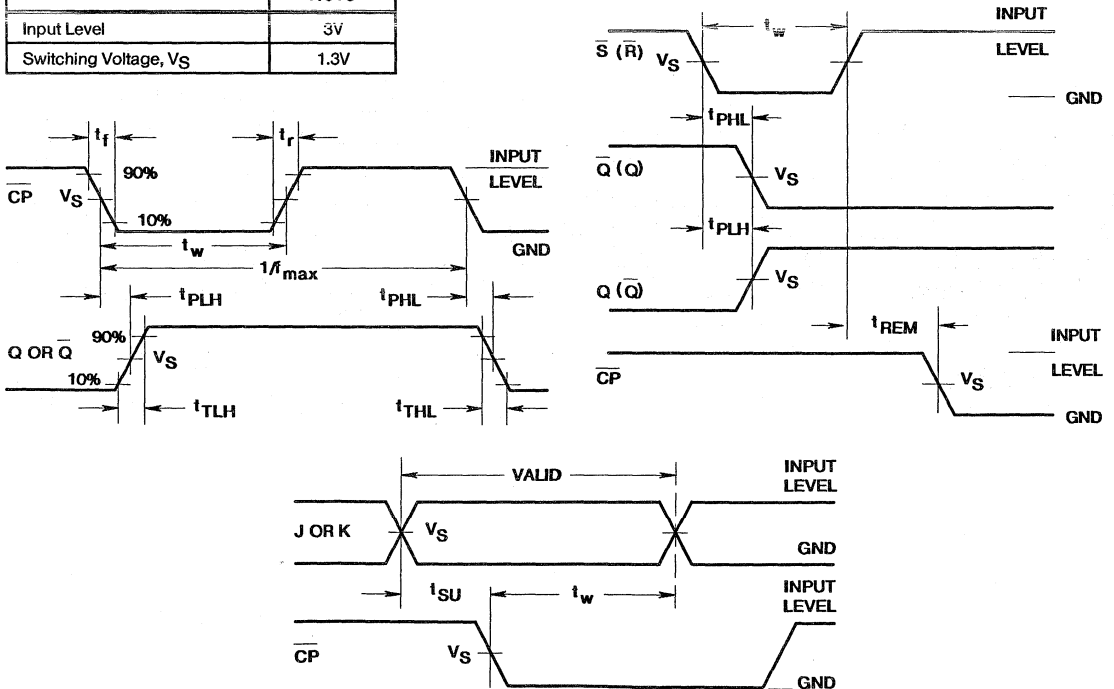 Input Level 3V
Switching Voltage, VS 1.3V
tf tr
INPUT
LEVEL
90%
CP̅ VS
10%
tw
GND
1/fmax
tPLH tPHL
90%
Q OR Q̅ VS
10%
tTLH tTHL
tw INPUT
S̅ (R̅) VS LEVEL
GND
tPHL
Q̅ (Q) VS
tPLH
Q (Q̅) VS
tREM INPUT
LEVEL
CP̅ VS
GND
VALID INPUT
LEVEL
J OR K VS
GND
tSU tw INPUT
LEVEL
CP̅ VS
GND